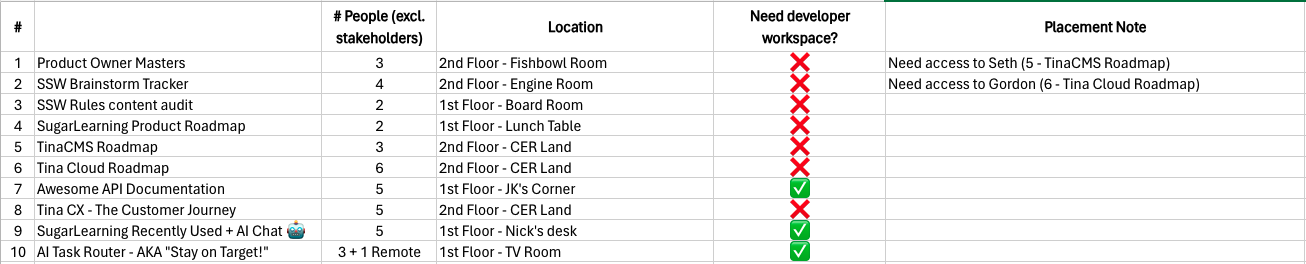 # # People (excl. stakeholders) Location Need developer workspace? Placement Note
1 Product Owner Masters 3 2nd Floor - Fishbowl Room ❌ Need access to Seth (5 - TinaCMS Roadmap)
2 SSW Brainstorm Tracker 4 2nd Floor - Engine Room ❌ Need access to Gordon (6 - Tina Cloud Roadmap)
3 SSW Rules content audit 2 1st Floor - Board Room ❌
4 SugarLearning Product Roadmap 2 1st Floor - Lunch Table ❌
5 TinaCMS Roadmap 3 2nd Floor - CER Land ❌
6 Tina Cloud Roadmap 6 2nd Floor - CER Land ❌
7 Awesome API Documentation 5 1st Floor - JK's Corner ✅
8 Tina CX - The Customer Journey 5 2nd Floor - CER Land ❌
9 SugarLearning Recently Used + AI Chat 🤖 5 1st Floor - Nick's desk ✅
10 AI Task Router - AKA "Stay on Target!" 3 + 1 Remote 1st Floor - TV Room ✅